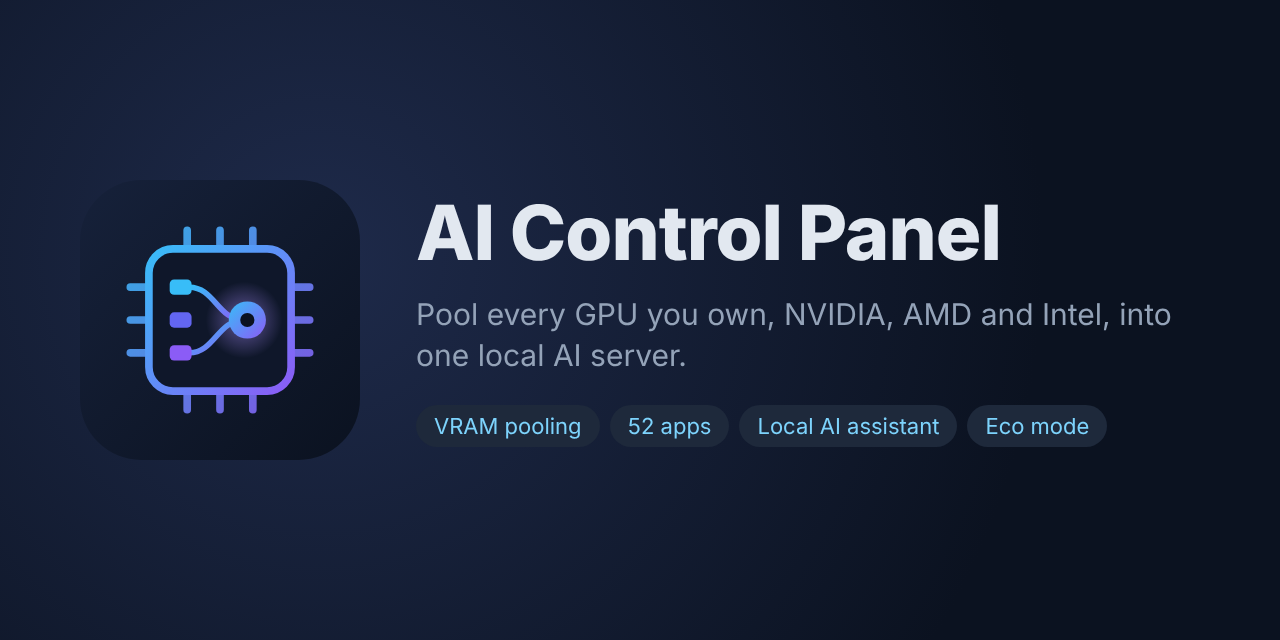 AI Control Panel
Pool every GPU you own, NVIDIA, AMD and Intel, into
one local AI server.
VRAM pooling 52 apps Local AI assistant Eco mode